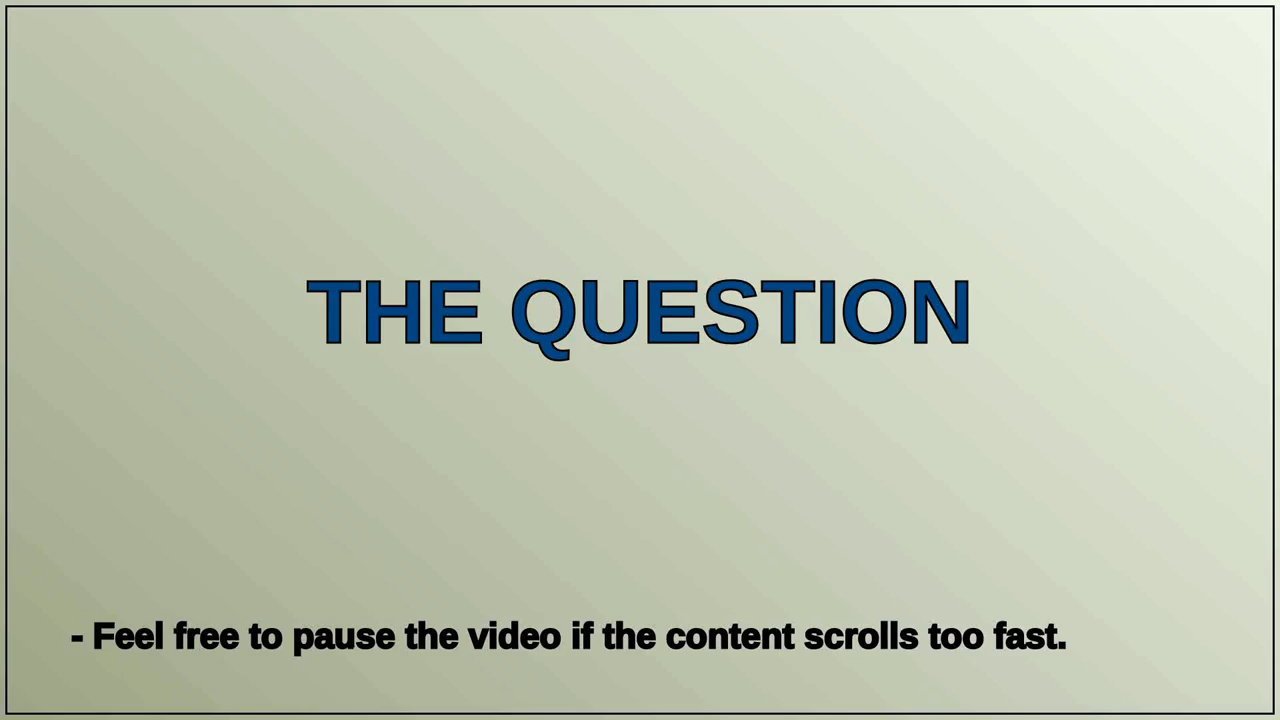 THE QUESTION
- Feel free to pause the video if the content scrolls too fast.